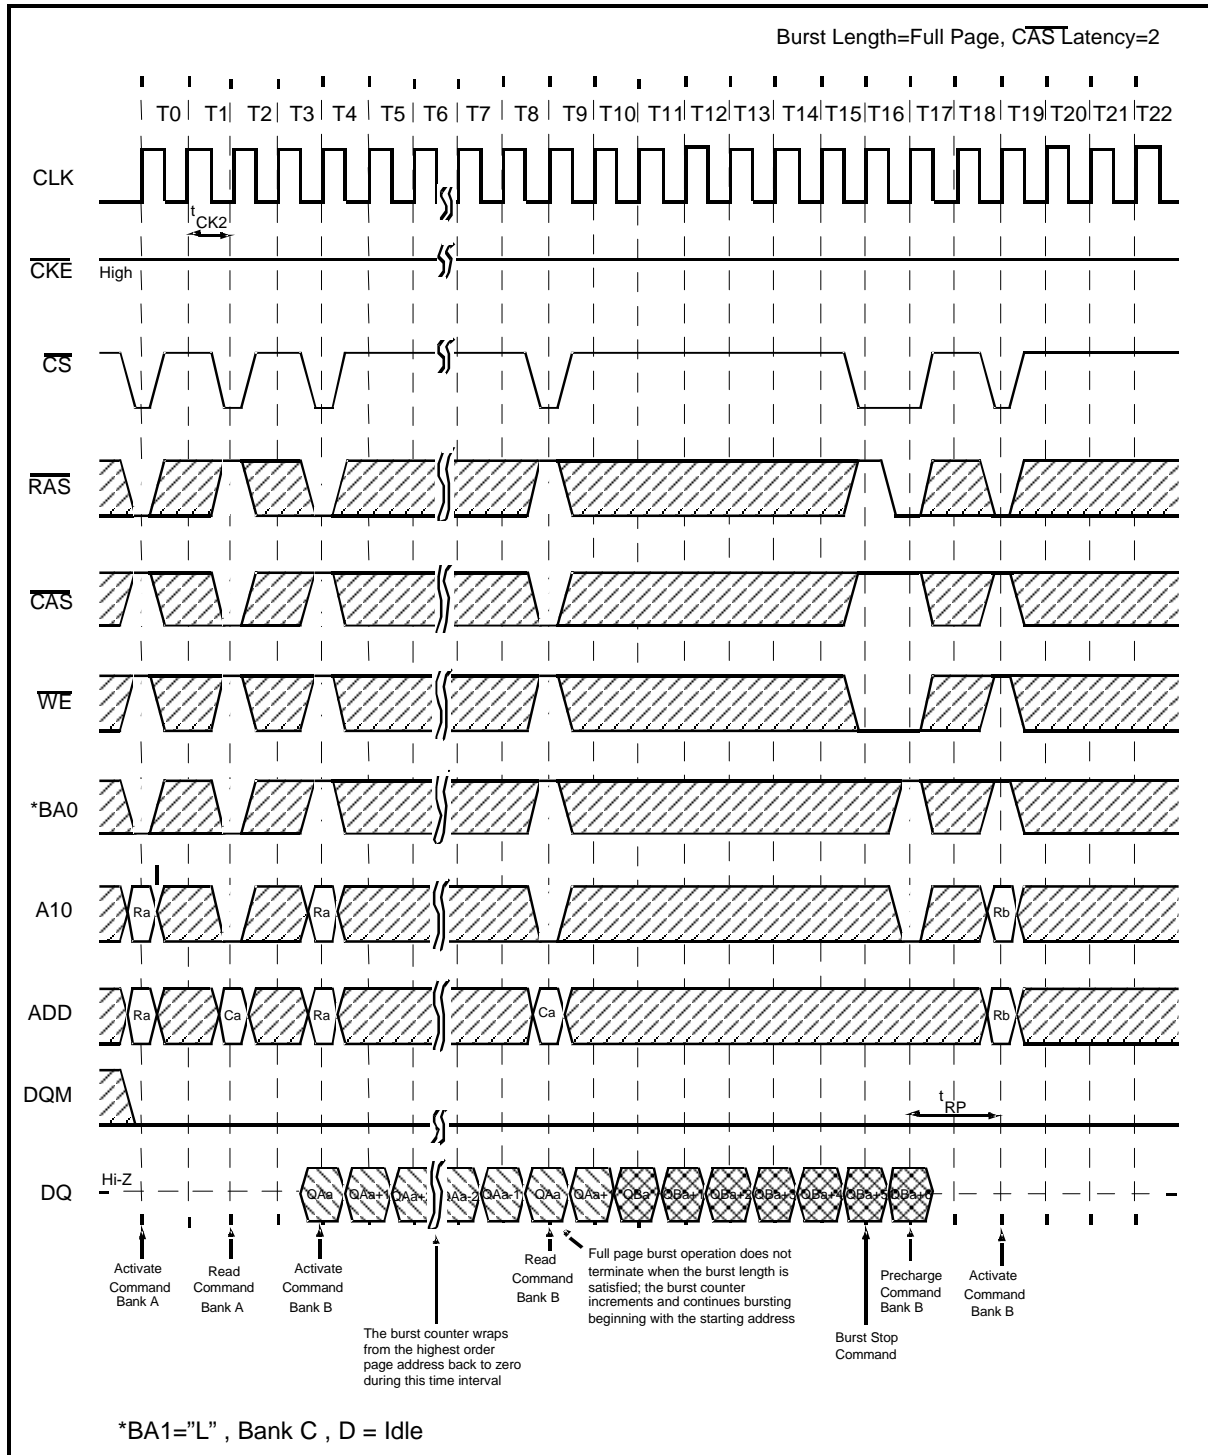 Burst Length=Full Page, CAS Latency=2
T0 T1 T2 T3 T4 T5 T6 T7 T8 T9 T10 T11 T12 T13 T14 T15 T16 T17 T18 T19 T20 T21 T22
CLK
tCK2
CKE High
CS
RAS
CAS
WE
*BA0
A10 Ra Ra Rb
ADD Ra Ca Ra Ca Rb
DQM
tRP
Hi-Z
DQ QAa QAa+1 QAa-1 QAa QBa QBa+1 QBa+2 QBa+3 QBa+4 QBa+5 QBa+6
Activate
Command
Bank A
Read
Command
Bank A
Activate
Command
Bank B
The burst counter wraps
from the highest order
page address back to zero
during this time interval
Read
Command
Bank B
Full page burst operation does not
terminate when the burst length is
satisfied; the burst counter
increments and continues bursting
beginning with the starting address
Burst Stop
Command
Precharge
Command
Bank B
Activate
Command
Bank B
*BA1="L" , Bank C , D = Idle